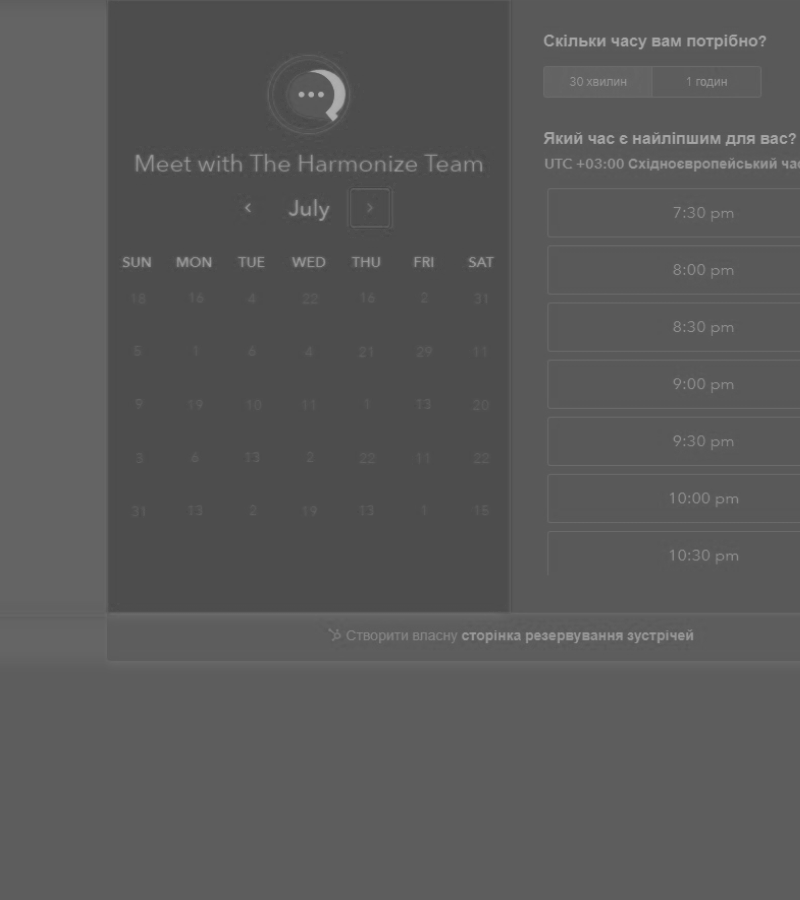 Meet with The Harmonize Team
July
SUN MON TUE WED THU FRI SAT
18 16 4 22 16 2 31
5 1 6 4 21 29 11
9 19 10 11 1 13 20
3 6 13 2 22 11 22
31 13 2 19 13 1 15
Скільки часу вам потрібно?
30 хвилин 1 годин
Який час є найліпшим для вас?
UTC +03:00 Східноєвропейський
7:30 pm
8:00 pm
8:30 pm
9:00 pm
9:30 pm
10:00 pm
10:30 pm
Створити власну сторінка резервування зустрічей